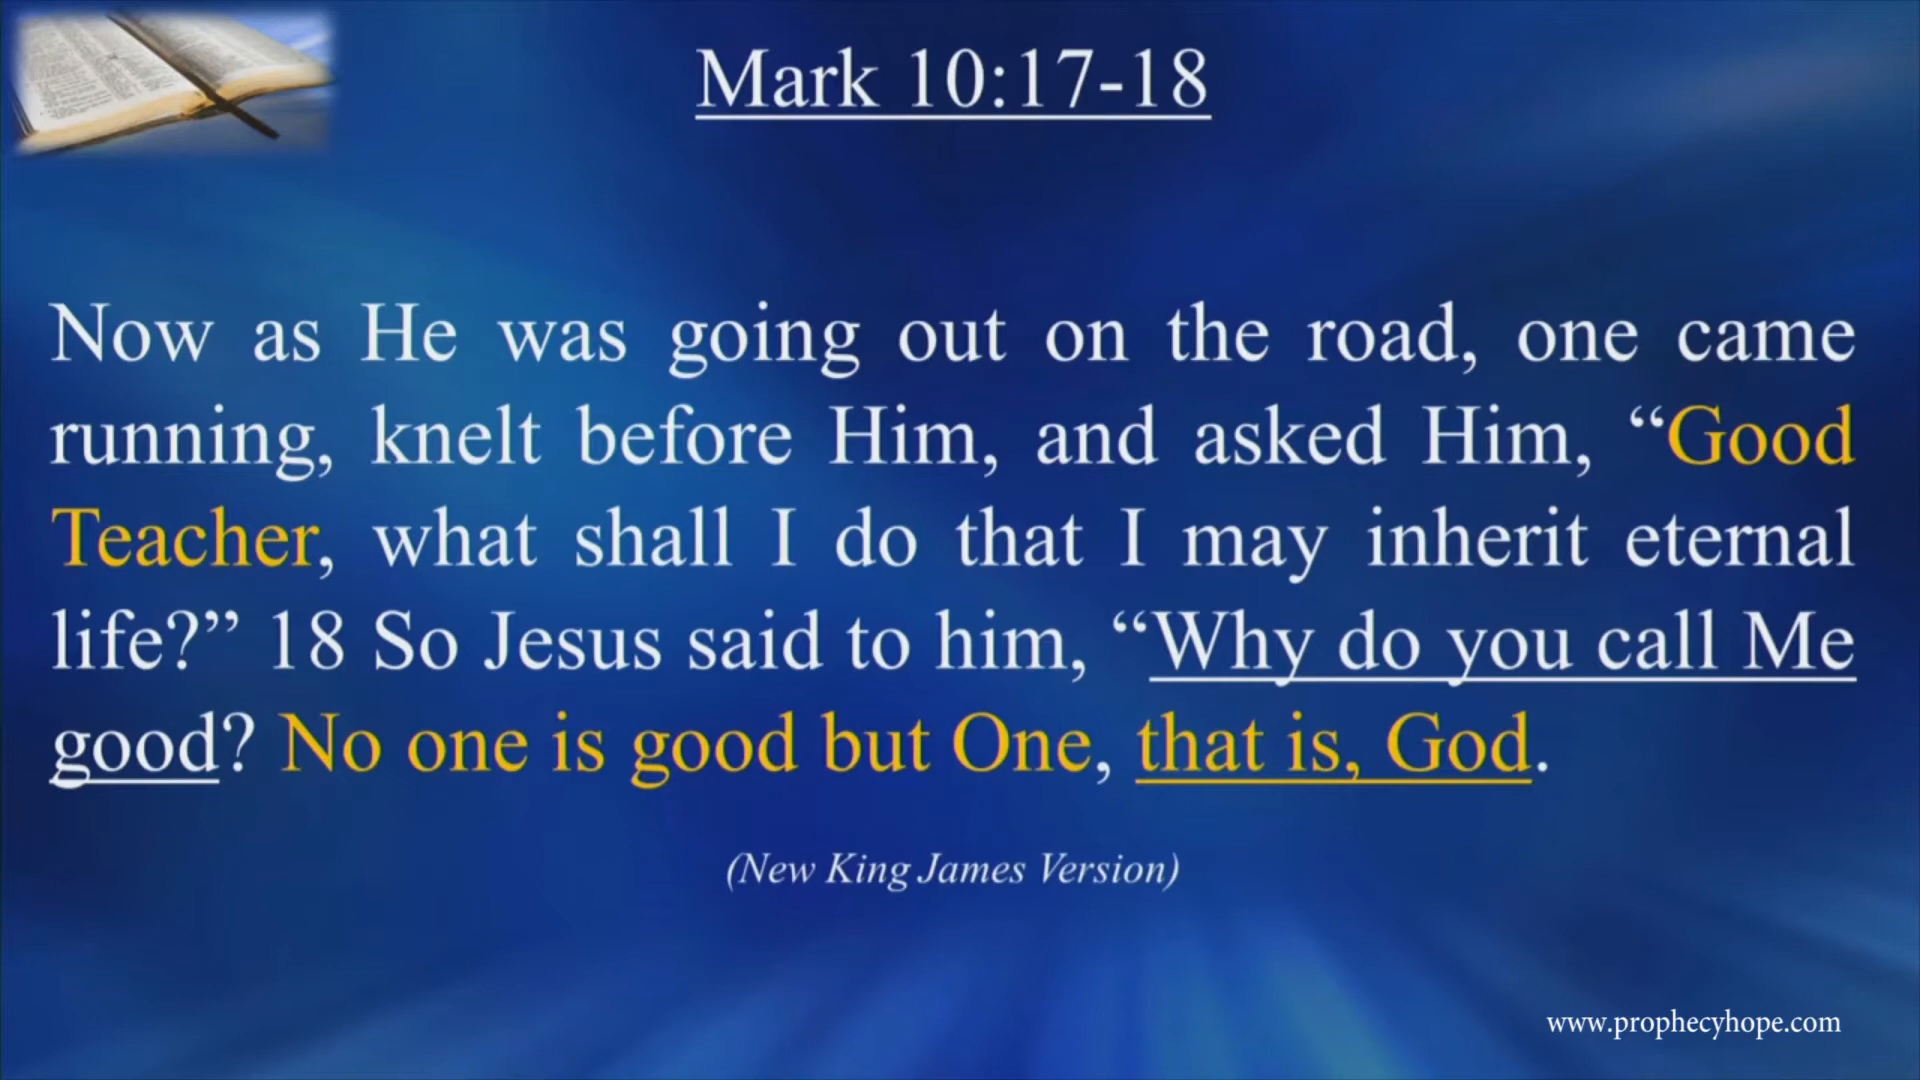 Mark 10:17-18
Now as He was going out on the road, one came
running, knelt before Him, and asked Him, “Good
Teacher, what shall I do that I may inherit eternal
life?” 18 So Jesus said to him, “Why do you call Me
good? No one is good but One, that is, God.
(New King James Version)
www.prophecyhope.com